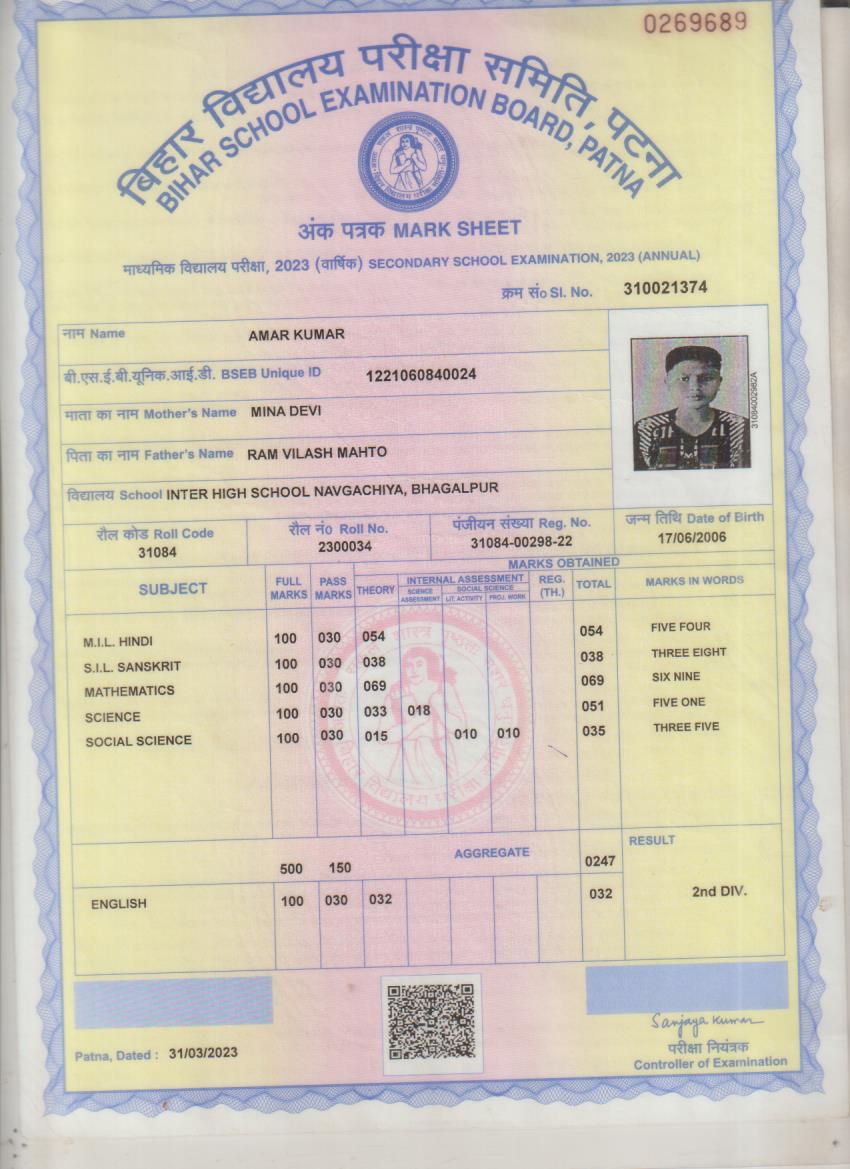 0269689
बिहार विद्यालय परीक्षा समिति, पटना
BIHAR SCHOOL EXAMINATION BOARD, PATNA
अंक पत्रक MARK SHEET
माध्यमिक विद्यालय परीक्षा, 2023 (वार्षिक) SECONDARY SCHOOL EXAMINATION, 2023 (ANNUAL)
क्रम सं० Sl. No. 310021374
नाम Name AMAR KUMAR
बी.एस.ई.बी.यूनिक.आई.डी. BSEB Unique ID 1221060840024
310840022982A
माता का नाम Mother's Name MINA DEVI
पिता का नाम Father's Name RAM VILASH MAHTO
विद्यालय School INTER HIGH SCHOOL NAVGACHIYA, BHAGALPUR
रौल कोड Roll Code रौल नं० Roll No. पंजीयन संख्या Reg. No. जन्म तिथि Date of Birth
31084 2300034 31084-00298-22 17/06/2006
MARKS OBTAINED
SUBJECT FULL MARKS PASS MARKS THEORY INTERNAL ASSESSMENT REG. (TH.) TOTAL MARKS IN WORDS
SCIENCE ASSESSMENT SOCIAL SCIENCE LIT. ACTIVITY PROJ. WORK
M.I.L. HINDI 100 030 054 054 FIVE FOUR
S.I.L. SANSKRIT 100 030 038 038 THREE EIGHT
MATHEMATICS 100 030 069 069 SIX NINE
SCIENCE 100 030 033 018 051 FIVE ONE
SOCIAL SCIENCE 100 030 015 010 010 035 THREE FIVE
बिहार विद्यालय परीक्षा समिति
500 150 AGGREGATE 0247 RESULT
ENGLISH 100 030 032 032 2nd DIV.
Sanjaya Kumar
परीक्षा नियंत्रक
Patna, Dated : 31/03/2023 Controller of Examination